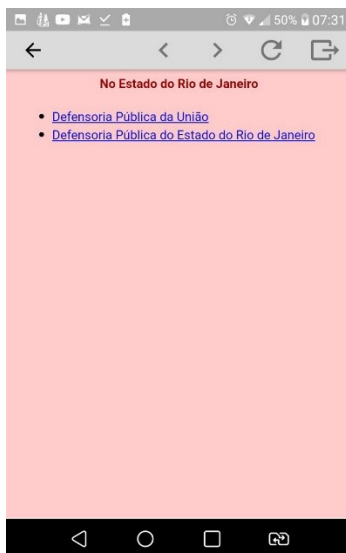 50% 07:31
No Estado do Rio de Janeiro
Defensoria Pública da União
Defensoria Pública do Estado do Rio de Janeiro